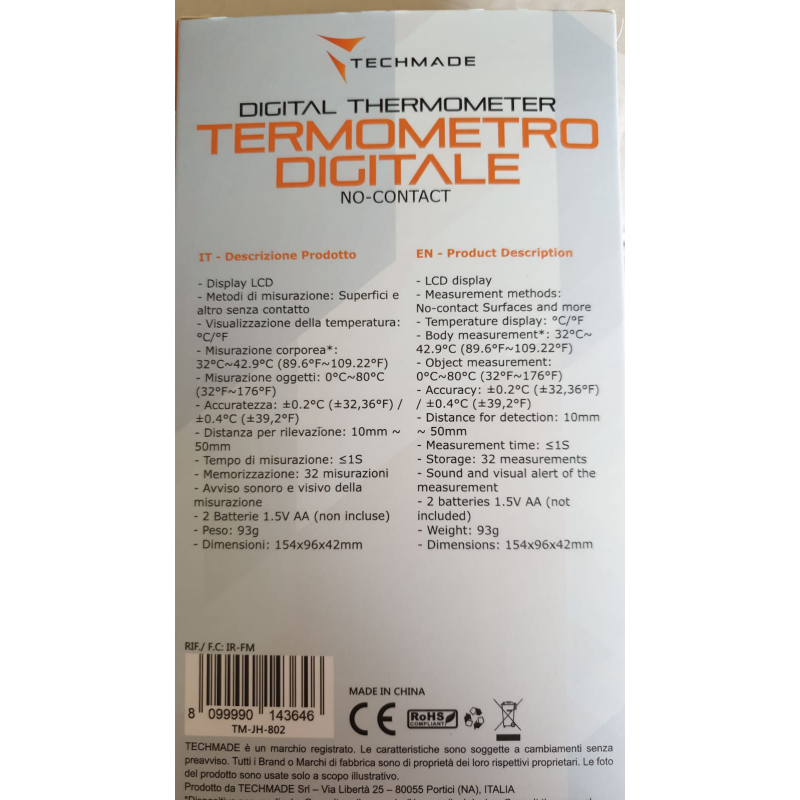 TECHMADE
DIGITAL THERMOMETER
TERMOMETRO
DIGITALE
NO-CONTACT
IT - Descrizione Prodotto
- Display LCD
- Metodi di misurazione: Superfici e
altro senza contatto
- Visualizzazione della temperatura:
°C/°F
- Misurazione corporea*:
32°C~42.9°C (89.6°F~109.22°F)
- Misurazione oggetti: 0°C~80°C
(32°F~176°F)
- Accuratezza: ±0.2°C (±32,36°F) /
±0.4°C (±39,2°F)
- Distanza per rilevazione: 10mm ~
50mm
- Tempo di misurazione: ≤1S
- Memorizzazione: 32 misurazioni
- Avviso sonoro e visivo della
misurazione
- 2 Batterie 1.5V AA (non incluse)
- Peso: 93g
- Dimensioni: 154x96x42mm
EN - Product Description
- LCD display
- Measurement methods:
No-contact Surfaces and more
- Temperature display: °C/°F
- Body measurement*: 32°C~
42.9°C (89.6°F~109.22°F)
- Object measurement:
0°C~80°C (32°F~176°F)
- Accuracy: ±0.2°C (±32,36°F)
/ ±0.4°C (±39,2°F)
- Distance for detection: 10mm
~ 50mm
- Measurement time: ≤1S
- Storage: 32 measurements
- Sound and visual alert of the
measurement
- 2 batteries 1.5V AA (not
included)
- Weight: 93g
- Dimensions: 154x96x42mm
RIF./ F.C: IR-FM
8 099990 143646
TM-JH-802
MADE IN CHINA
CE
RoHS
COMPLIANT
TECHMADE è un marchio registrato. Le caratteristiche sono soggette a cambiamenti senza
preavviso. Tutti i Brand o Marchi di fabbrica sono di proprietà dei loro rispettivi proprietari. Le foto
del prodotto sono usate solo a scopo illustrativo.
Prodotto da TECHMADE Srl – Via Libertà 25 – 80055 Portici (NA), ITALIA